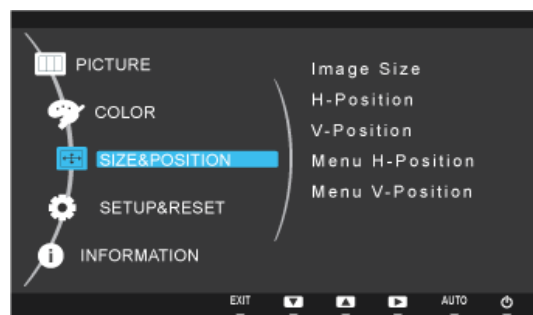 PICTURE
COLOR
SIZE&POSITION
SETUP&RESET
INFORMATION
Image Size
H-Position
V-Position
Menu H-Position
Menu V-Position
EXIT
AUTO